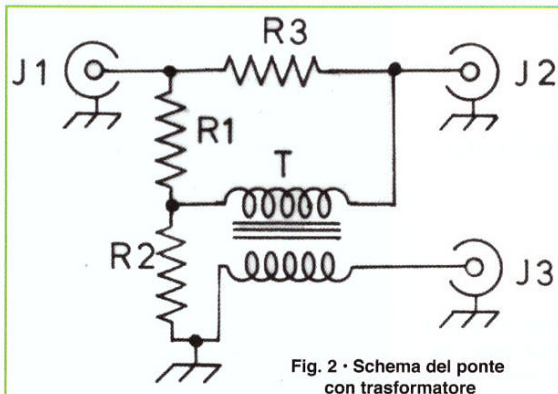 R3
J1
J2
R1
T
R2
J3
Fig. 2 · Schema del ponte
con trasformatore